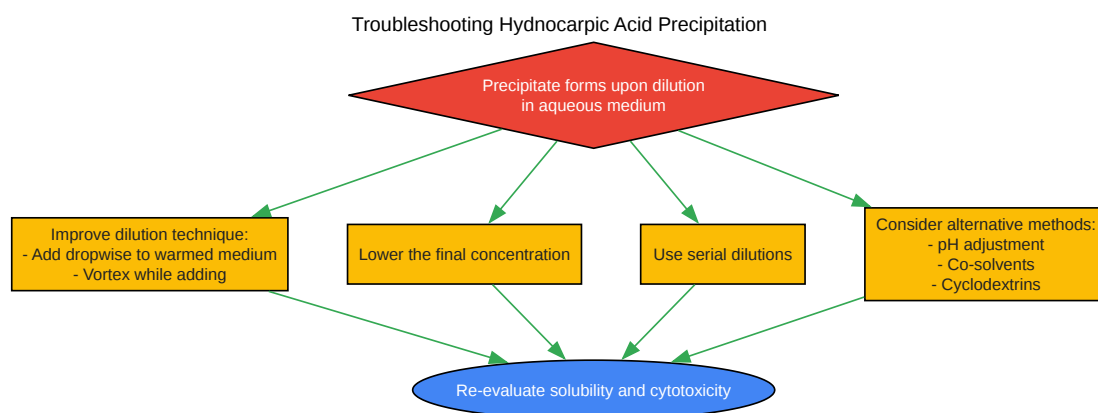 Troubleshooting Hydnocarpic Acid Precipitation
Precipitate forms upon dilution
in aqueous medium
Improve dilution technique:
- Add dropwise to warmed medium
- Vortex while adding
Lower the final concentration
Use serial dilutions
Consider alternative methods:
- pH adjustment
- Co-solvents
- Cyclodextrins
Re-evaluate solubility and cytotoxicity